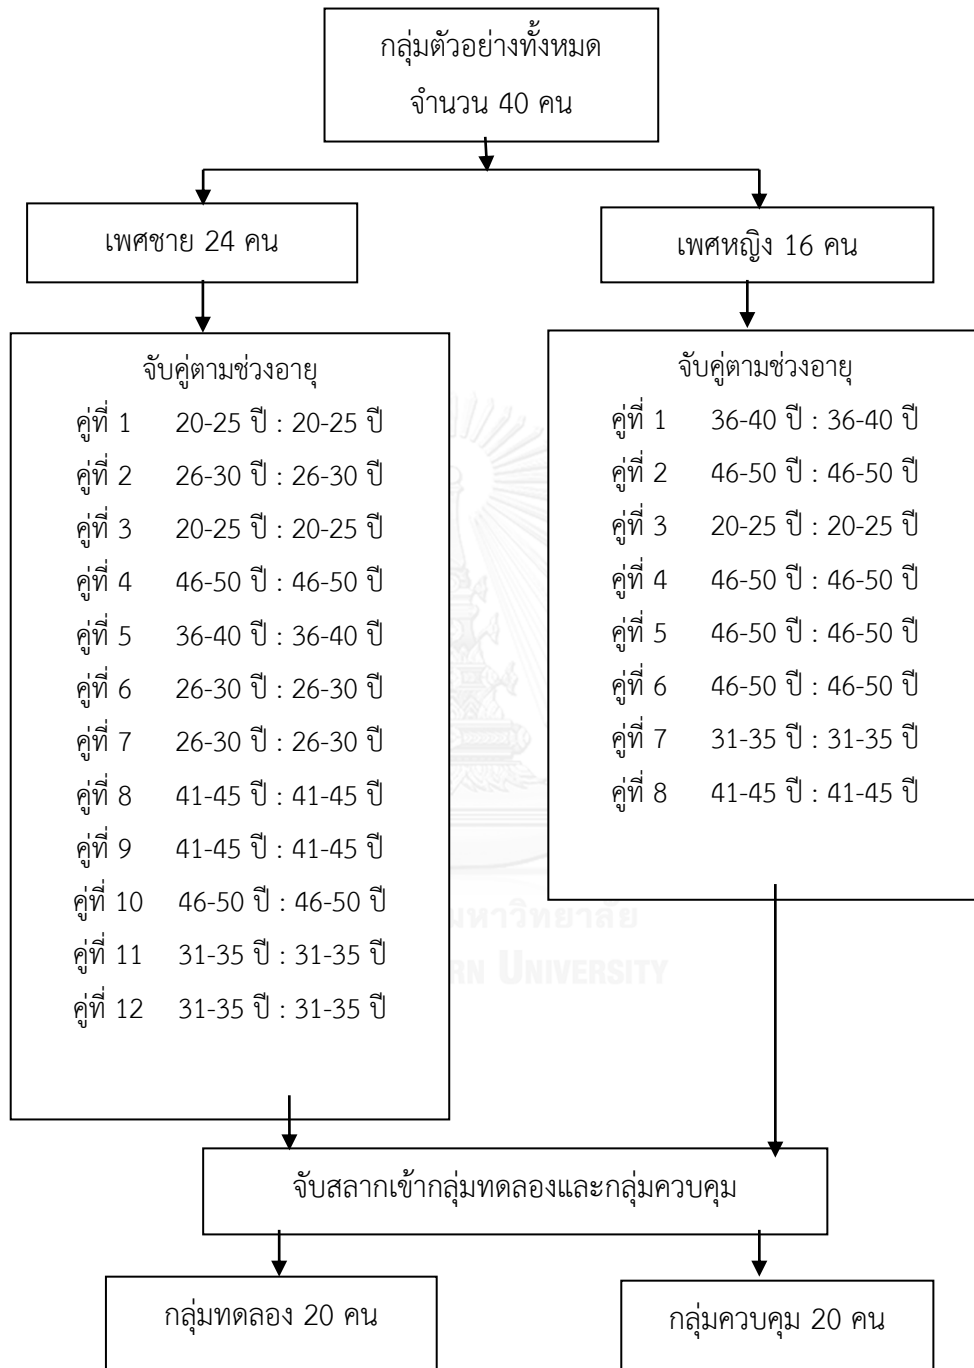 กลุ่มตัวอย่างทั้งหมด
จำนวน 40 คน
เพศชาย 24 คน
เพศหญิง 16 คน
จับคู่ตามช่วงอายุ
คู่ที่ 1 20-25 ปี : 20-25 ปี
คู่ที่ 2 26-30 ปี : 26-30 ปี
คู่ที่ 3 20-25 ปี : 20-25 ปี
คู่ที่ 4 46-50 ปี : 46-50 ปี
คู่ที่ 5 36-40 ปี : 36-40 ปี
คู่ที่ 6 26-30 ปี : 26-30 ปี
คู่ที่ 7 26-30 ปี : 26-30 ปี
คู่ที่ 8 41-45 ปี : 41-45 ปี
คู่ที่ 9 41-45 ปี : 41-45 ปี
คู่ที่ 10 46-50 ปี : 46-50 ปี
คู่ที่ 11 31-35 ปี : 31-35 ปี
คู่ที่ 12 31-35 ปี : 31-35 ปี
จับคู่ตามช่วงอายุ
คู่ที่ 1 36-40 ปี : 36-40 ปี
คู่ที่ 2 46-50 ปี : 46-50 ปี
คู่ที่ 3 20-25 ปี : 20-25 ปี
คู่ที่ 4 46-50 ปี : 46-50 ปี
คู่ที่ 5 46-50 ปี : 46-50 ปี
คู่ที่ 6 46-50 ปี : 46-50 ปี
คู่ที่ 7 31-35 ปี : 31-35 ปี
คู่ที่ 8 41-45 ปี : 41-45 ปี
มหาวิทยาลัย
RN UNIVERSITY
จับสลากเข้ากลุ่มทดลองและกลุ่มควบคุม
กลุ่มทดลอง 20 คน
กลุ่มควบคุม 20 คน